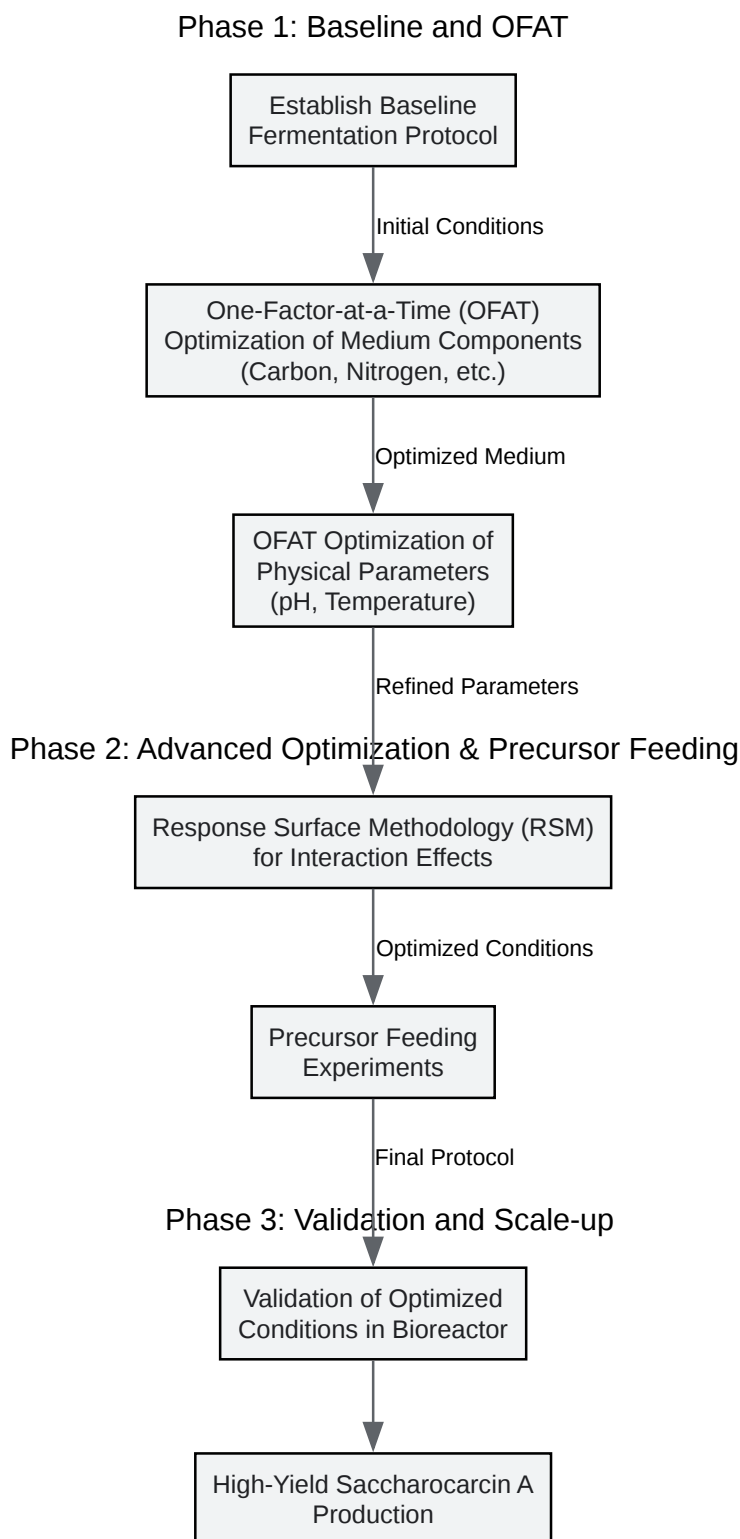 Phase 1: Baseline and OFAT
Establish Baseline
Fermentation Protocol
Initial Conditions
One-Factor-at-a-Time (OFAT)
Optimization of Medium Components
(Carbon, Nitrogen, etc.)
Optimized Medium
OFAT Optimization of
Physical Parameters
(pH, Temperature)
Refined Parameters
Phase 2: Advanced Optimization & Precursor Feeding
Response Surface Methodology (RSM)
for Interaction Effects
Optimized Conditions
Precursor Feeding
Experiments
Final Protocol
Phase 3: Validation and Scale-up
Validation of Optimized
Conditions in Bioreactor
High-Yield Saccharocarcin A
Production